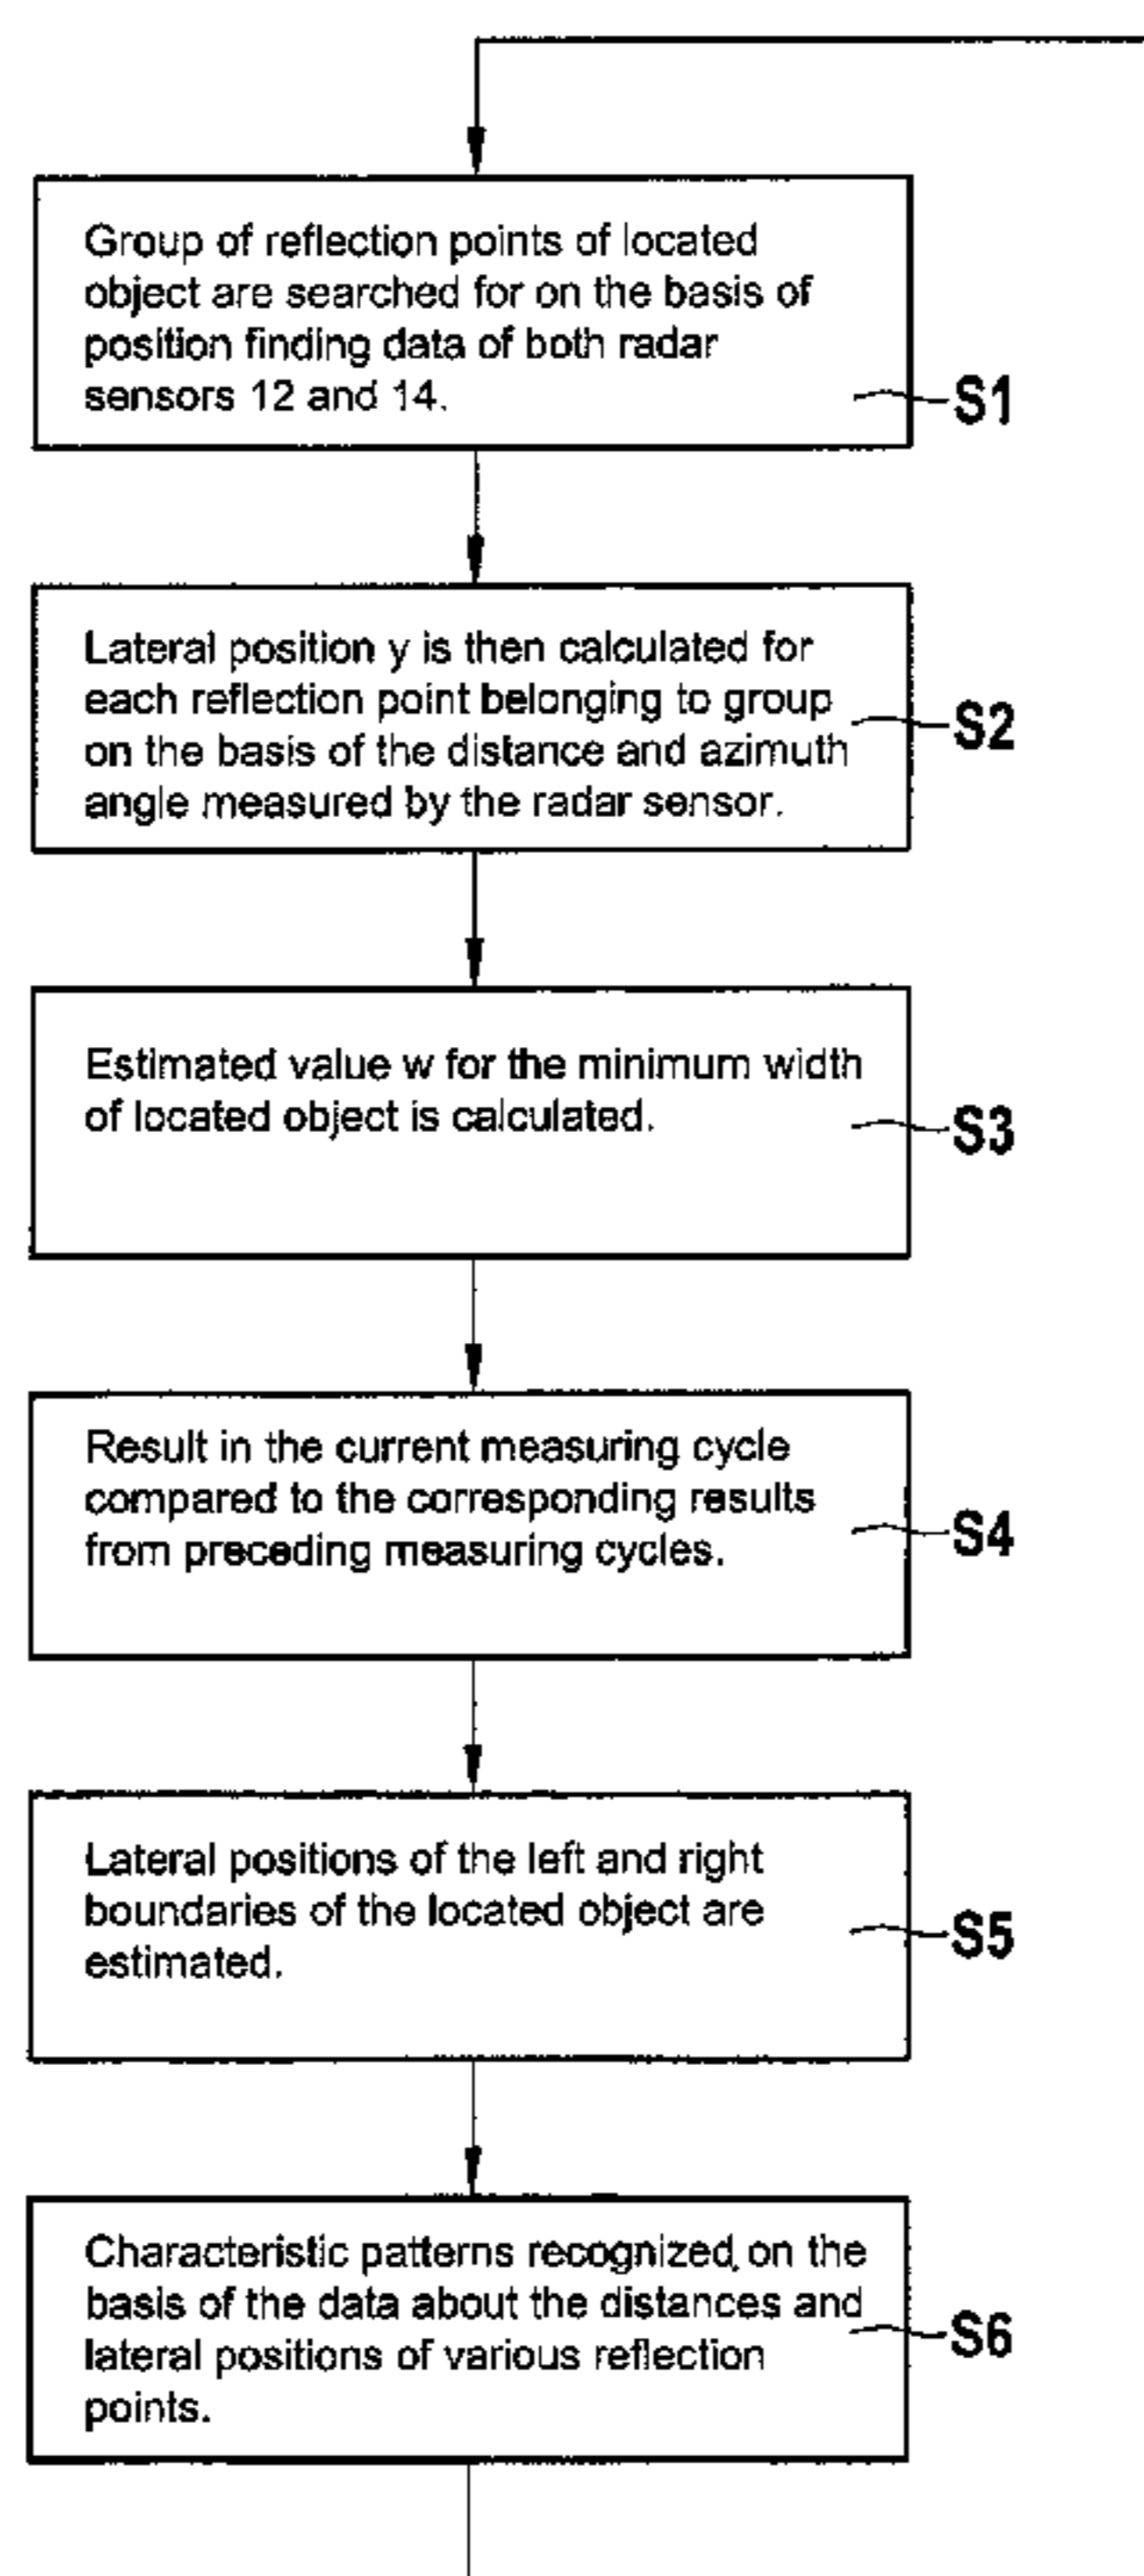 Group of reflection points of located
object are searched for on the basis of
position finding data of both radar
sensors 12 and 14.
S1
Lateral position y is then calculated for
each reflection point belonging to group
on the basis of the distance and azimuth
angle measured by the radar sensor.
S2
Estimated value w for the minimum width
of located object is calculated.
S3
Result in the current measuring cycle
compared to the corresponding results
from preceding measuring cycles.
S4
Lateral positions of the left and right
boundaries of the located object are
estimated.
S5
Characteristic patterns recognized on the
basis of the data about the distances and
lateral positions of various reflection
points.
S6